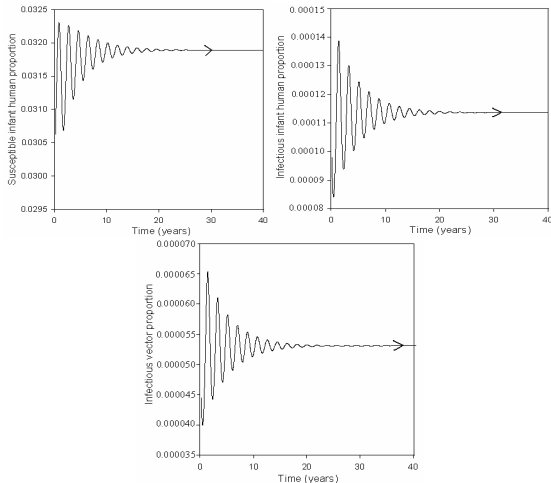 Susceptible infant human proportion
0.0325
0.0320
0.0315
0.0310
0.0305
0.0300
0.0295
0 10 20 30 40
Time (years)
Infectious infant human proportion
0.00015
0.00014
0.00013
0.00012
0.00011
0.00010
0.00009
0.00008
0 10 20 30 40
Time (years)
Infectious vector proportion
0.000070
0.000065
0.000060
0.000055
0.000050
0.000045
0.000040
0.000035
0 10 20 30 40
Time (years)